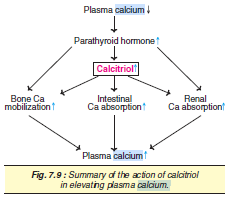 Plasma calcium↓
Parathyroid hormone↑
Calcitriol↑
Bone Ca mobilization↑
Intestinal Ca absorption↑
Renal Ca absorption↑
Plasma calcium↑
Fig. 7.9 : Summary of the action of calcitriol
in elevating plasma calcium.